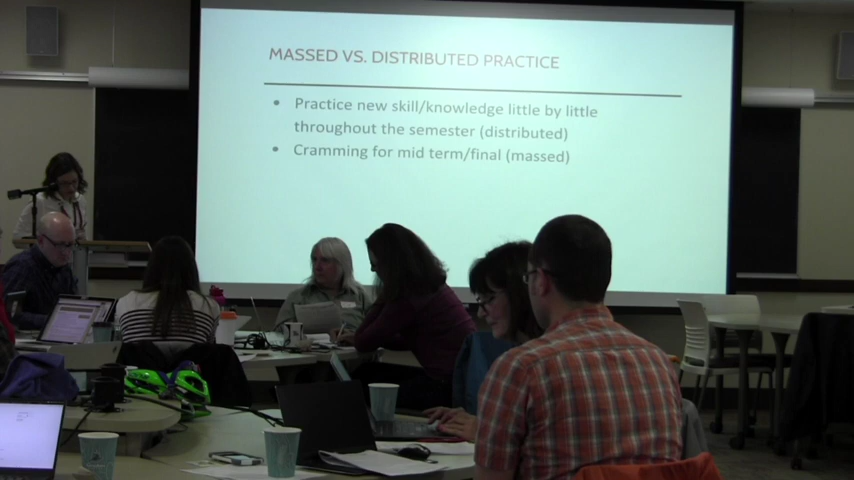 MASSED VS. DISTRIBUTED PRACTICE
• Practice new skill/knowledge little by little
throughout the semester (distributed)
• Cramming for mid term/final (massed)